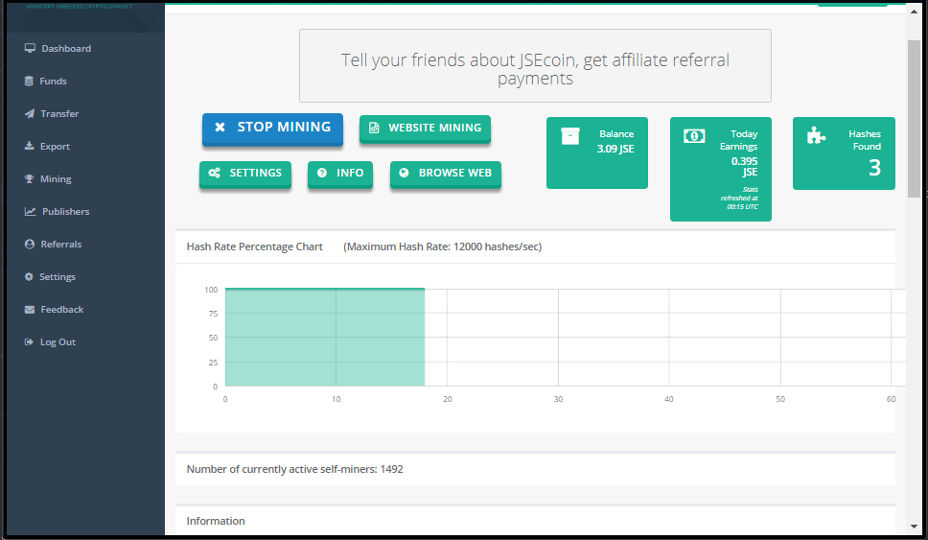 JAVASCRIPT EMBEDDED CRYPTOCURRENCY
Dashboard
Funds
Transfer
Export
Mining
Publishers
Referrals
Settings
Feedback
Log Out
Tell your friends about JSEcoin, get affiliate referral
payments
STOP MINING
WEBSITE MINING
SETTINGS
INFO
BROWSE WEB
Balance
3.09 JSE
Today
Earnings
0.395
JSE
Stats
refreshed at
00:15 UTC
Hashes
Found
3
Hash Rate Percentage Chart (Maximum Hash Rate: 12000 hashes/sec)
100
75
50
25
0
0 10 20 30 40 50 60
Number of currently active self-miners: 1492
Information